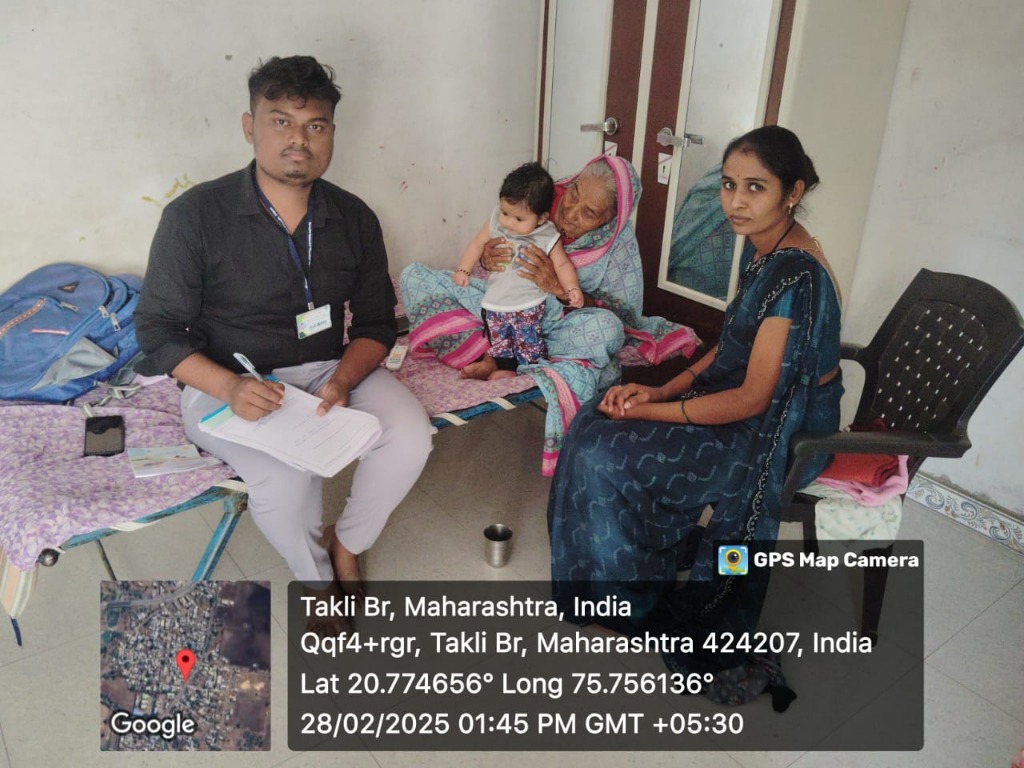 GPS Map Camera
Takli Br, Maharashtra, India
Qqf4+rgr, Takli Br, Maharashtra 424207, India
Lat 20.774656° Long 75.756136°
28/02/2025 01:45 PM GMT +05:30
Google